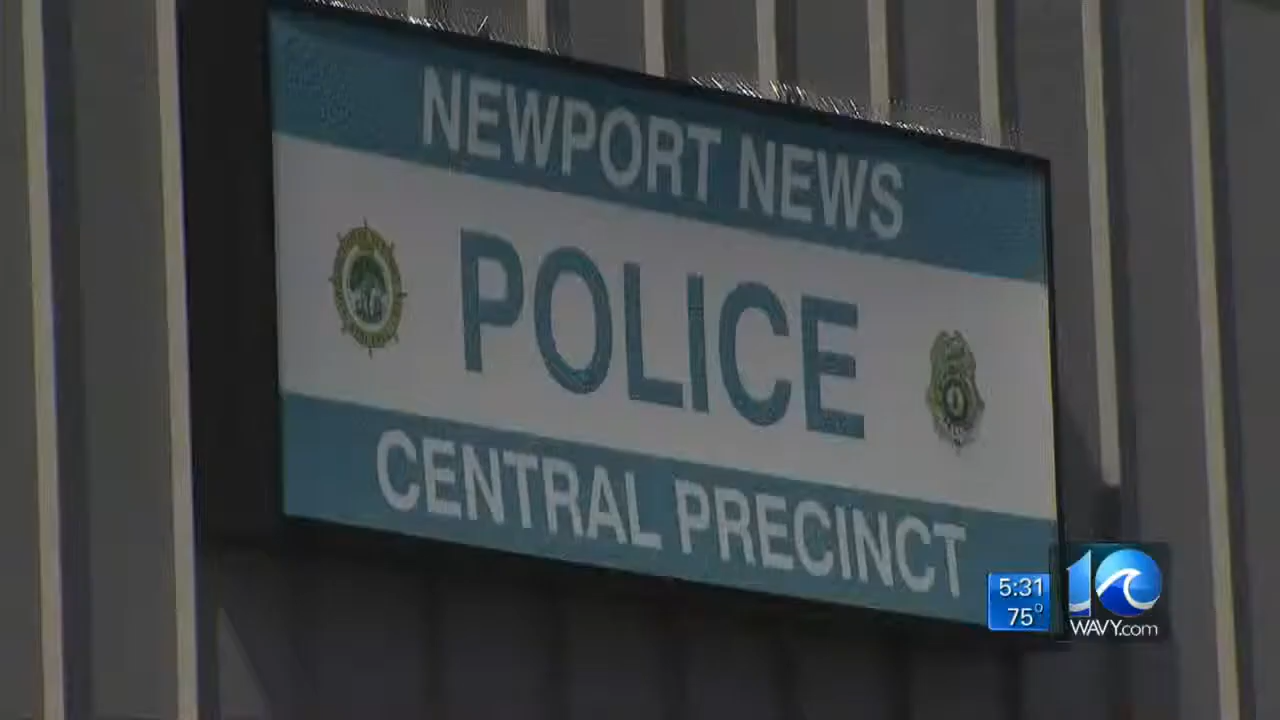 NEWPORT NEWS
POLICE
CENTRAL PRECINCT
5:31
75°
10
WAVY.com